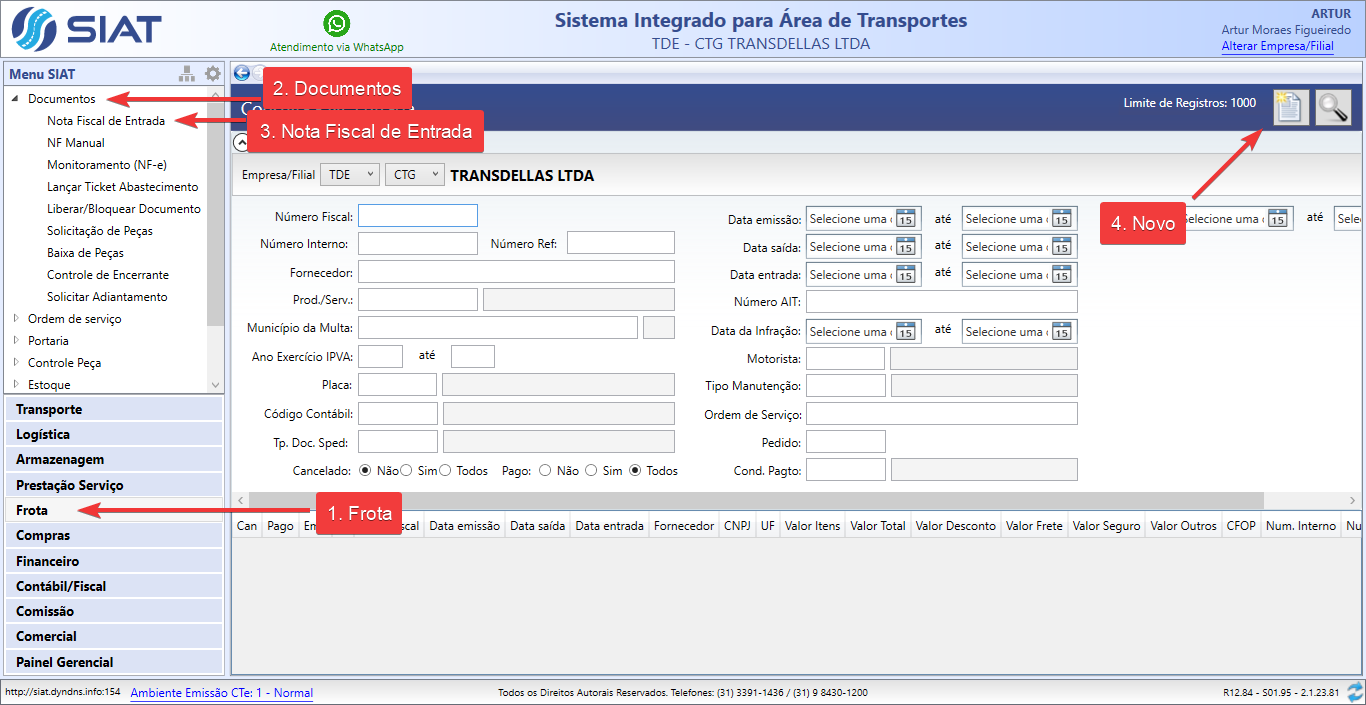 SIAT
Atendimento via WhatsApp
Sistema Integrado para Área de Transportes
TDE - CTG TRANSDELLAS LTDA
ARTUR
Artur Moraes Figueiredo
Alterar Empresa/Filial
Menu SIAT
Documentos
Nota Fiscal de Entrada
NF Manual
Monitoramento (NF-e)
Lançar Ticket Abastecimento
Liberar/Bloquear Documento
Solicitação de Peças
Baixa de Peças
Controle de Encerrante
Solicitar Adiantamento
Ordem de serviço
Portaria
Controle Peça
Estoque
Transporte
Logística
Armazenagem
Prestação Serviço
Frota
Compras
Financeiro
Contábil/Fiscal
Comissão
Comercial
Painel Gerencial
2. Documentos
3. Nota Fiscal de Entrada
1. Frota
4. Novo
Limite de Registros: 1000
Empresa/Filial TDE CTG TRANSDELLAS LTDA
Número Fiscal:
Número Interno: Número Ref:
Fornecedor:
Prod./Serv.:
Município da Multa:
Ano Exercício IPVA: até
Placa:
Código Contábil:
Tp. Doc. Sped:
Cancelado: Não Sim Todos Pago: Não Sim Todos
Data emissão: Selecione uma 15 até Selecione uma 15
Selecione uma 15 até
Data saída: Selecione uma 15 até Selecione uma 15
Data entrada: Selecione uma 15 até Selecione uma 15
Número AIT:
Data da Infração: Selecione uma 15 até Selecione uma 15
Motorista:
Tipo Manutenção:
Ordem de Serviço:
Pedido:
Cond. Pagto:
Can Pago Data emissão Data saída Data entrada Fornecedor CNPJ UF Valor Itens Valor Total Valor Desconto Valor Frete Valor Seguro Valor Outros CFOP Num. Interno Nu
http://siat.dyndns.info:154 Ambiente Emissão CTe: 1 - Normal
Todos os Direitos Autorais Reservados. Telefones: (31) 3391-1436 / (31) 9 8430-1200
R12.84 - S01.95 - 2.1.23.81